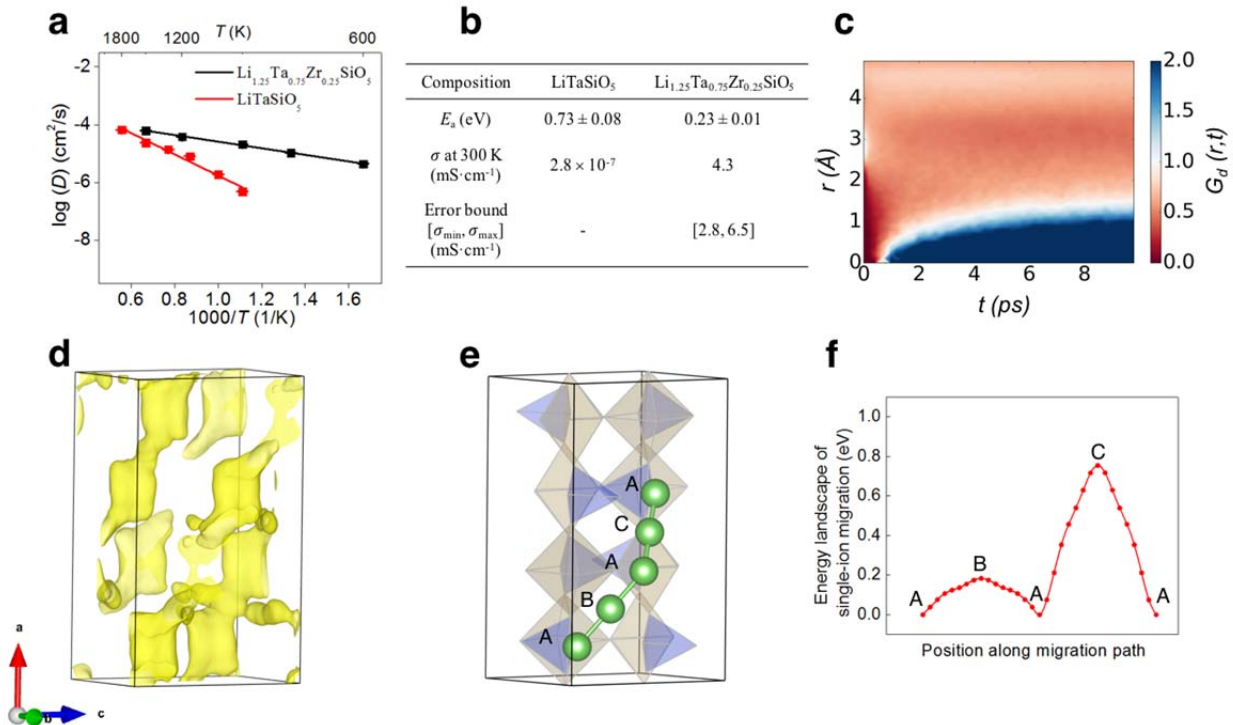 a
T (K)
1800 1200 600
Li1.25Ta0.75Zr0.25SiO5
LiTaSiO5
log (D) (cm²/s)
-2
-4
-6
-8
0.6 0.8 1.0 1.2 1.4 1.6
1000/T (1/K)
b
Composition LiTaSiO5 Li1.25Ta0.75Zr0.25SiO5
Ea (eV) 0.73 ± 0.08 0.23 ± 0.01
σ at 300 K
(mS·cm⁻¹)
2.8 × 10⁻⁷ 4.3
Error bound
[σmin, σmax]
(mS·cm⁻¹)
- [2.8, 6.5]
c
r (Å)
4
3
2
1
0
0 2 4 6 8
t (ps)
2.0
1.5
1.0
0.5
0.0
Gd (r,t)
d
a
b
c
e
A
C
A
B
A
f
Energy landscape of
single-ion migration (eV)
1.0
0.8
0.6
0.4
0.2
0.0
A B A C A
Position along migration path